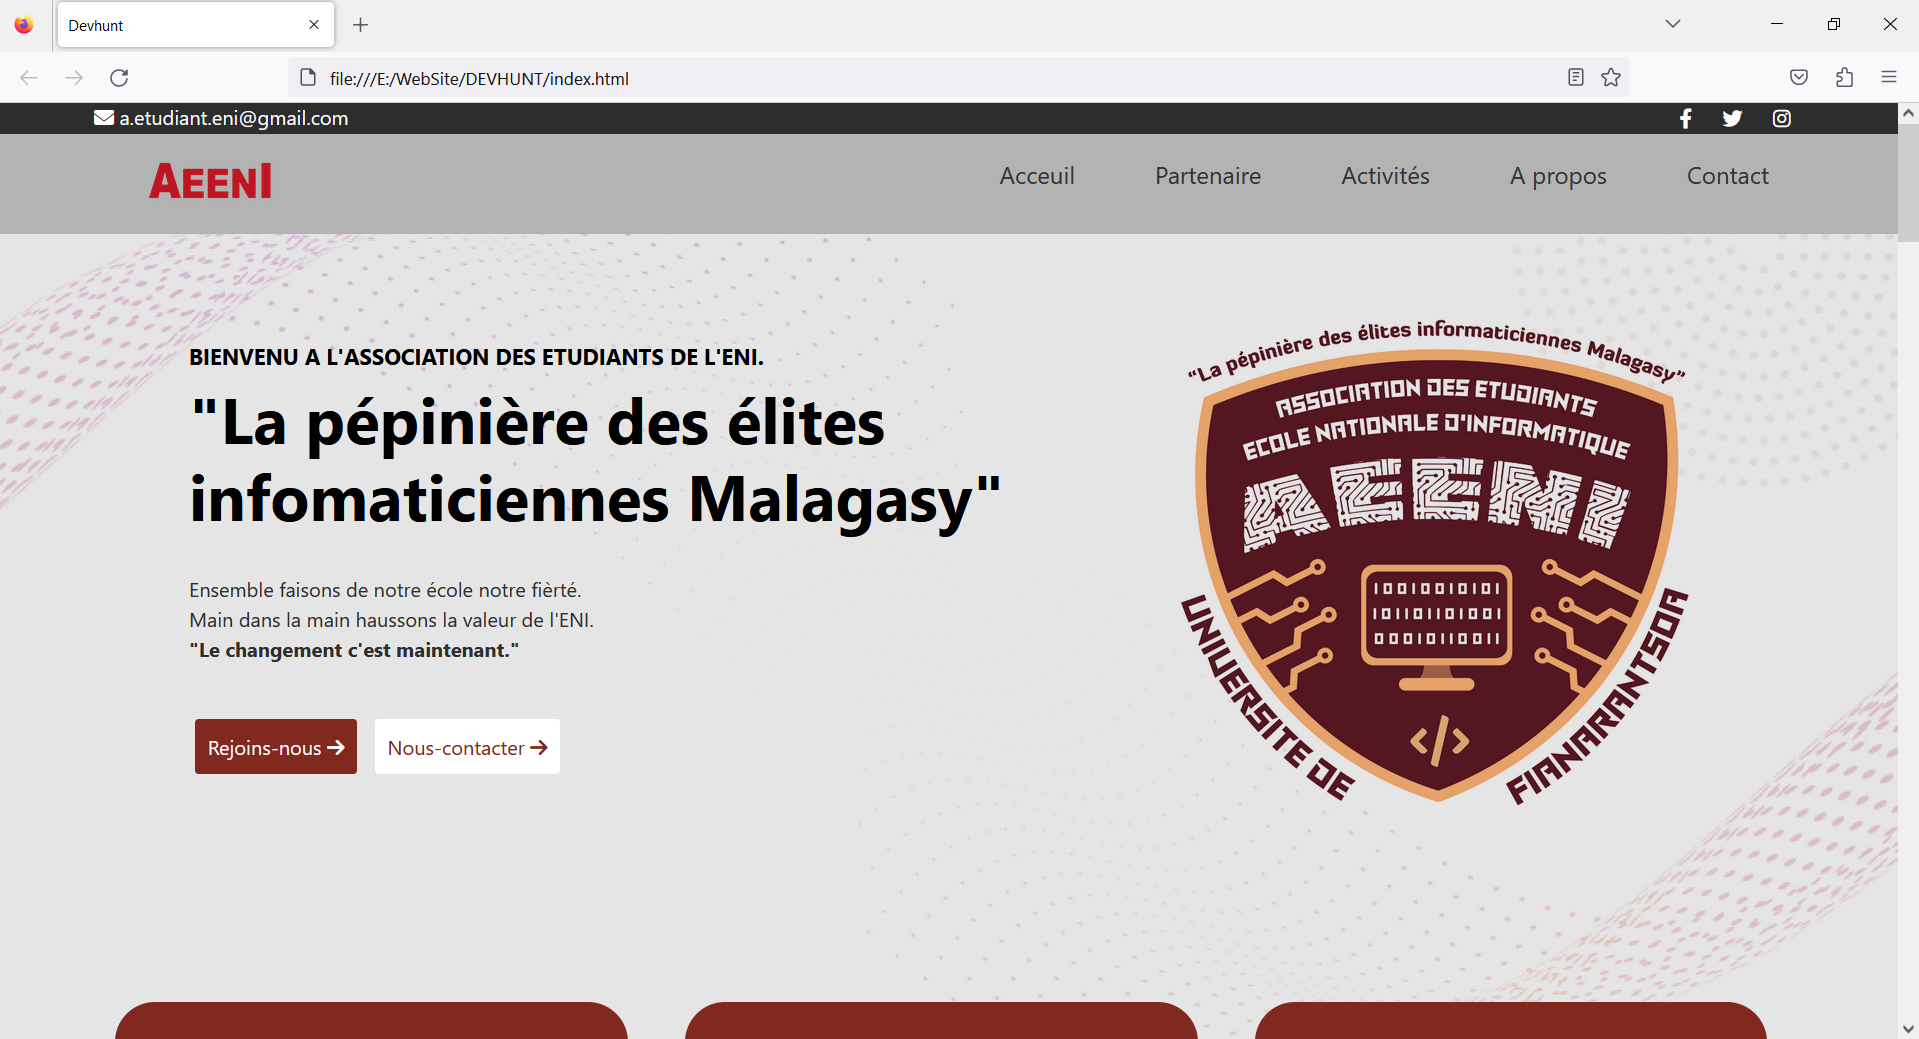 Devhunt
file:///E:/WebSite/DEVHUNT/index.html
a.etudiant.eni@gmail.com
AEENI
Acceuil
Partenaire
Activités
A propos
Contact
BIENVENU A L'ASSOCIATION DES ETUDIANTS DE L'ENI.
"La pépinière des élites
infomaticiennes Malagasy"
Ensemble faisons de notre école notre fièrté.
Main dans la main haussons la valeur de l'ENI.
"Le changement c'est maintenant."
Rejoins-nous
Nous-contacter
"La pépinière des élites informaticiennes Malagasy"
ASSOCIATION DES ETUDIANTS
ECOLE NATIONALE D'INFORMATIQUE
AEENI
10010010101
110110101001
00010110011
</>
UNIVERSITE DE
FIANARANTSOA